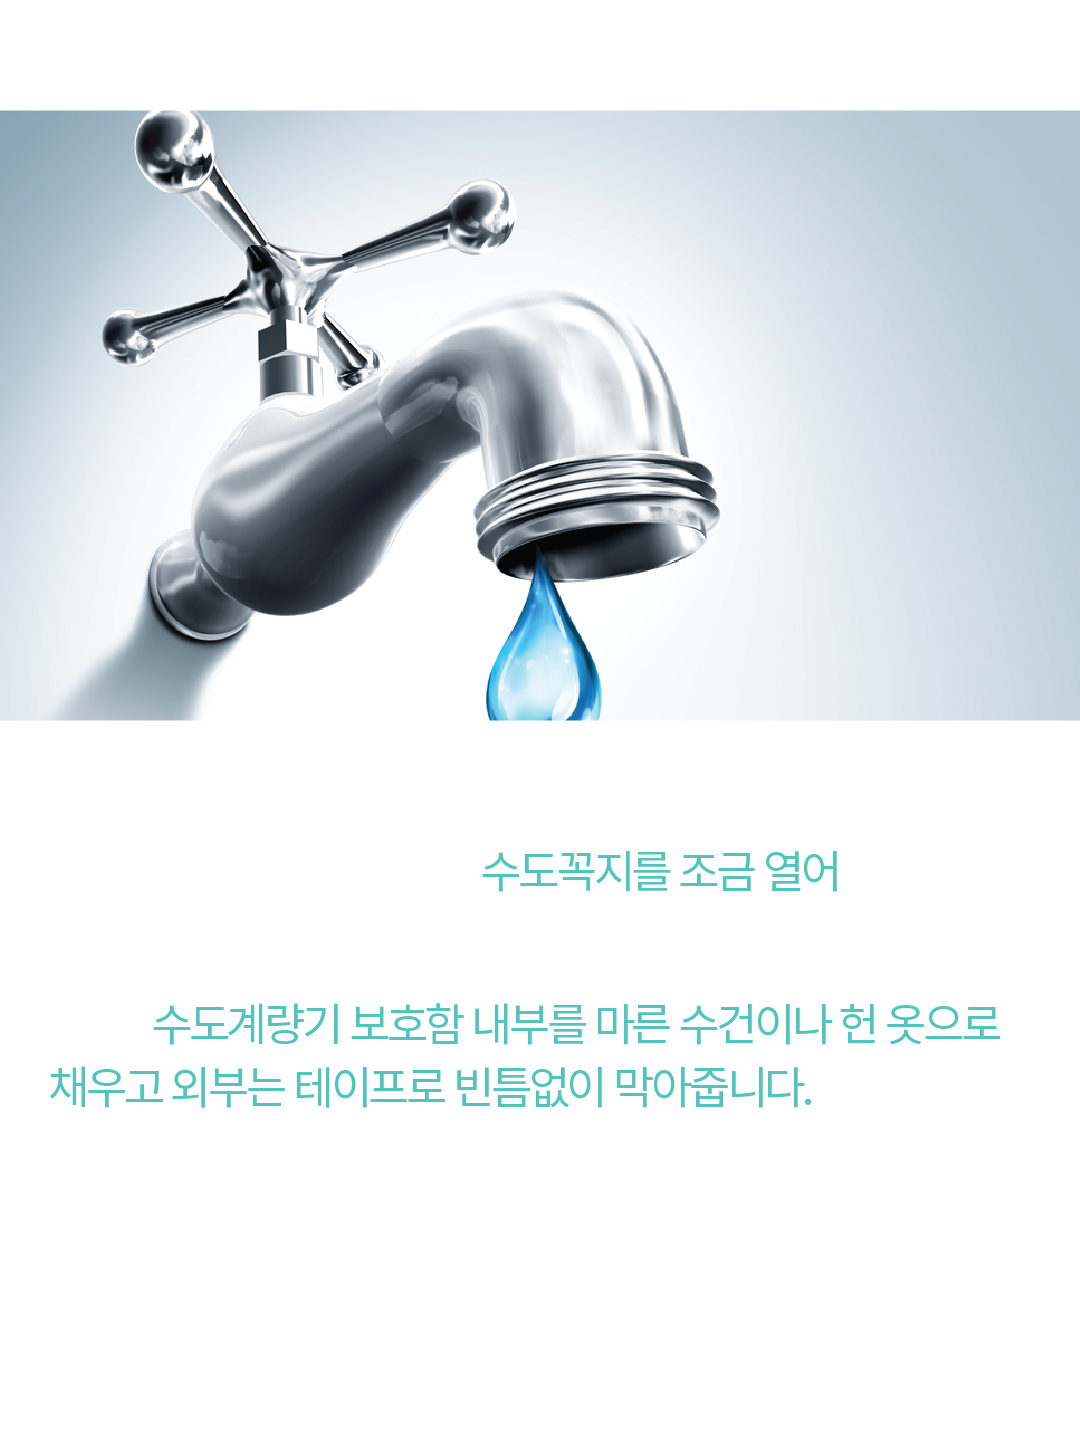 수도꼭지를 조금 열어
수도계량기 보호함 내부를 마른 수건이나 헌 옷으로
채우고 외부는 테이프로 빈틈없이 막아줍니다.